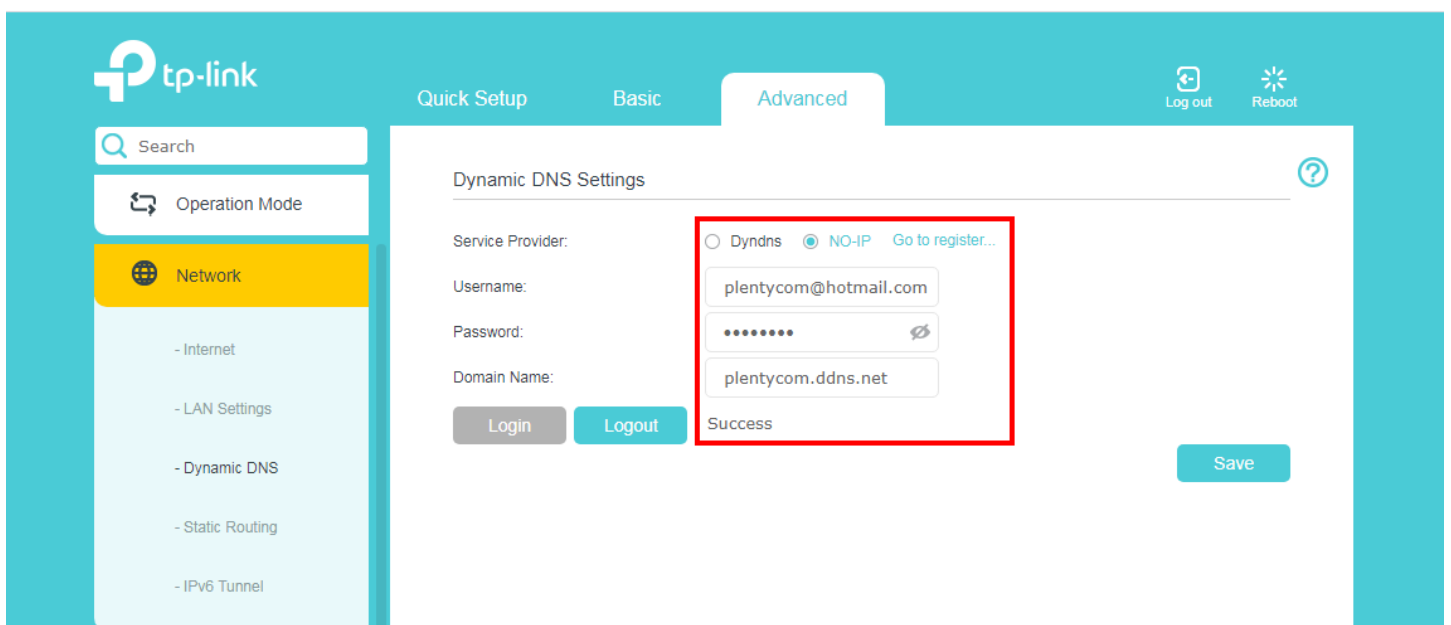 tp-link
Quick Setup Basic Advanced Log out Reboot
Search
Operation Mode
Network
- Internet
- LAN Settings
- Dynamic DNS
- Static Routing
- IPv6 Tunnel
Dynamic DNS Settings
?
Service Provider: Dyndns NO-IP Go to register...
Username: plentycom@hotmail.com
Password: ••••••••
Domain Name: plentycom.ddns.net
Login Logout Success
Save